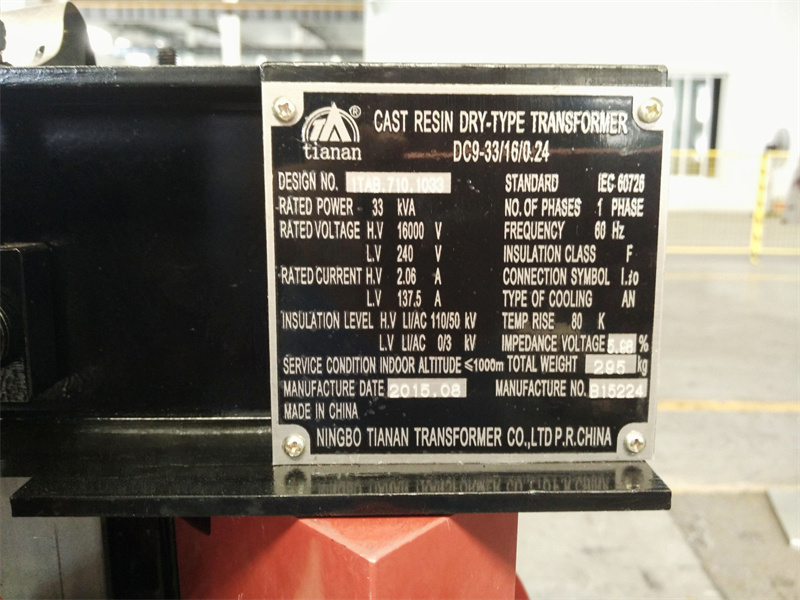 tianan ®
CAST RESIN DRY-TYPE TRANSFORMER
DC9-33/16/0.24
DESIGN NO. 1TAB.710.1033 STANDARD IEC 60726
RATED POWER 33 kVA NO. OF PHASES 1 PHASE
RATED VOLTAGE H.V 16000 V FREQUENCY 60 Hz
L.V 240 V INSULATION CLASS F
RATED CURRENT H.V 2.06 A CONNECTION SYMBOL I.io
L.V 137.5 A TYPE OF COOLING AN
INSULATION LEVEL H.V LI/AC 110/50 kV TEMP RISE 80 K
L.V LI/AC 0/3 kV IMPEDANCE VOLTAGE 5.98 %
SERVICE CONDITION INDOOR ALTITUDE ≤1000m TOTAL WEIGHT 295 kg
MANUFACTURE DATE 2015.08 MANUFACTURE NO. B15224
MADE IN CHINA
NINGBO TIANAN TRANSFORMER CO.,LTD P.R.CHINA